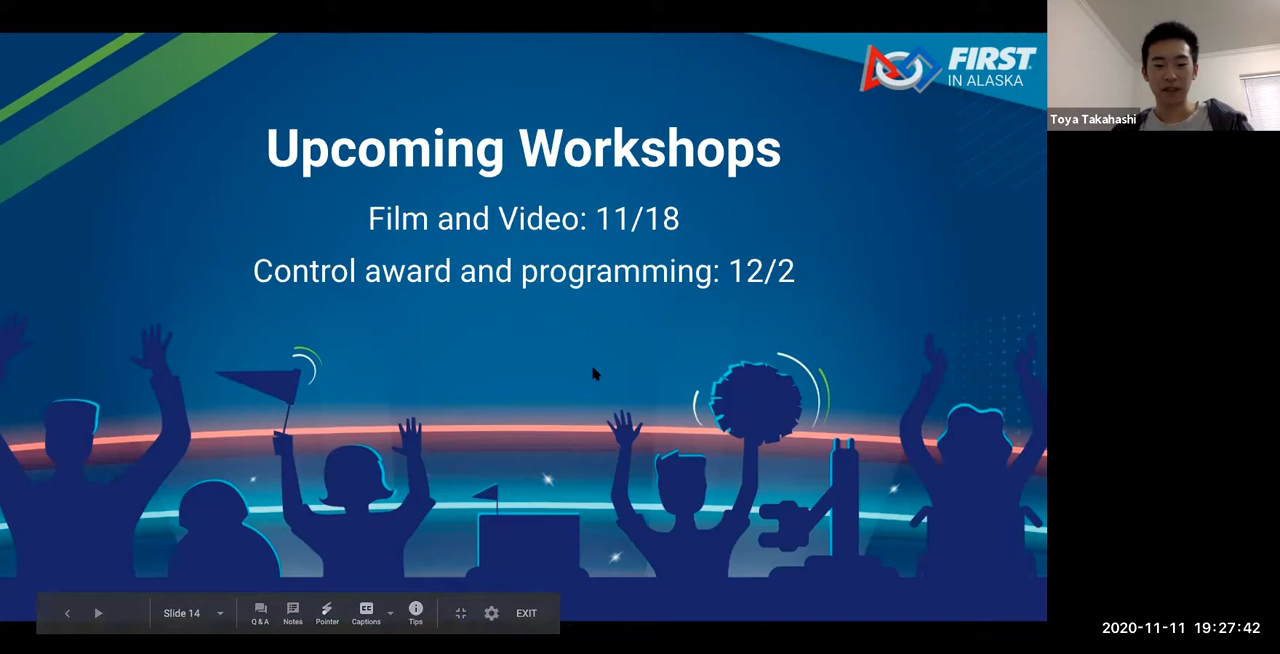 FIRST
IN ALASKA
Toya Takahashi
Upcoming Workshops
Film and Video: 11/18
Control award and programming: 12/2
Slide 14
Q & A
Notes
Pointer
CC
Captions
Tips
EXIT
2020-11-11 19:27:42